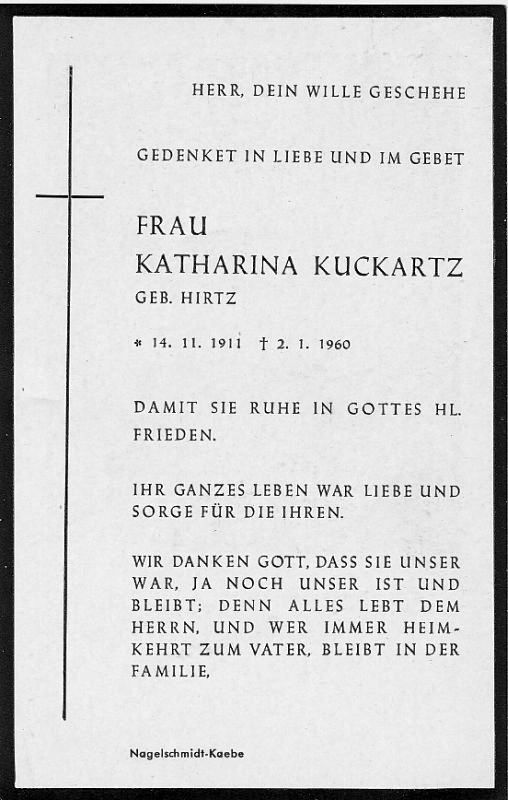 HERR, DEIN WILLE GESCHEHE
GEDENKET IN LIEBE UND IM GEBET
FRAU
KATHARINA KUCKARTZ
GEB. HIRTZ
* 14. 11. 1911 † 2. 1. 1960
DAMIT SIE RUHE IN GOTTES HL.
FRIEDEN.
IHR GANZES LEBEN WAR LIEBE UND
SORGE FÜR DIE IHREN.
WIR DANKEN GOTT, DASS SIE UNSER
WAR, JA NOCH UNSER IST UND
BLEIBT; DENN ALLES LEBT DEM
HERRN, UND WER IMMER HEIM-
KEHRT ZUM VATER, BLEIBT IN DER
FAMILIE,
Nagelschmidt-Kaebe